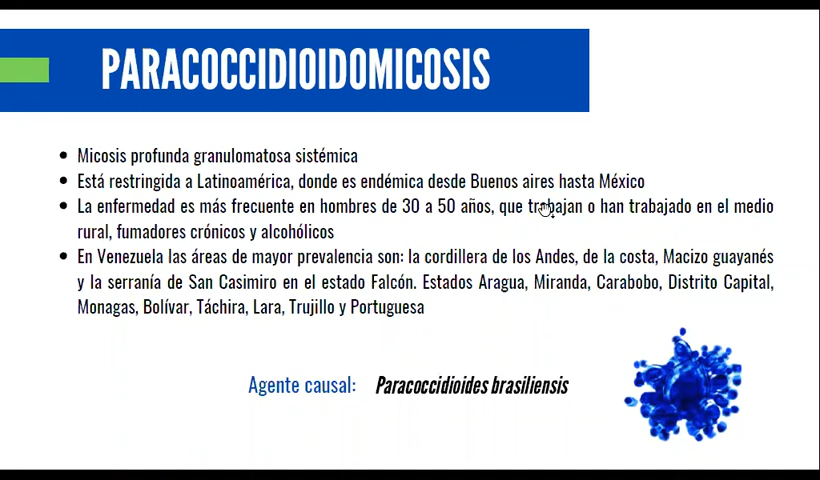 PARACOCCIDIOIDOMICOSIS
• Micosis profunda granulomatosa sistémica
• Está restringida a Latinoamérica, donde es endémica desde Buenos aires hasta México
• La enfermedad es más frecuente en hombres de 30 a 50 años, que trabajan o han trabajado en el medio
rural, fumadores crónicos y alcohólicos
• En Venezuela las áreas de mayor prevalencia son: la cordillera de los Andes, de la costa, Macizo guayanés
y la serranía de San Casimiro en el estado Falcón. Estados Aragua, Miranda, Carabobo, Distrito Capital,
Monagas, Bolívar, Táchira, Lara, Trujillo y Portuguesa
Agente causal: Paracoccidioides brasiliensis